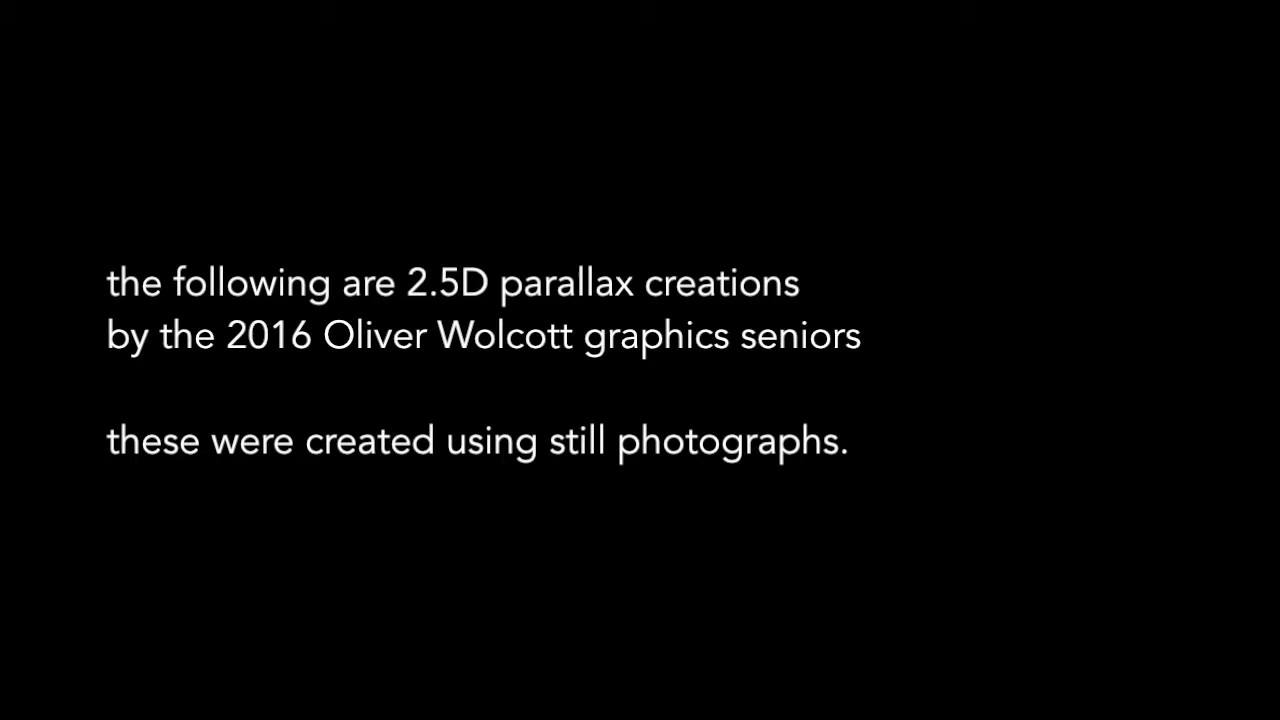 the following are 2.5D parallax creations
by the 2016 Oliver Wolcott graphics seniors
these were created using still photographs.